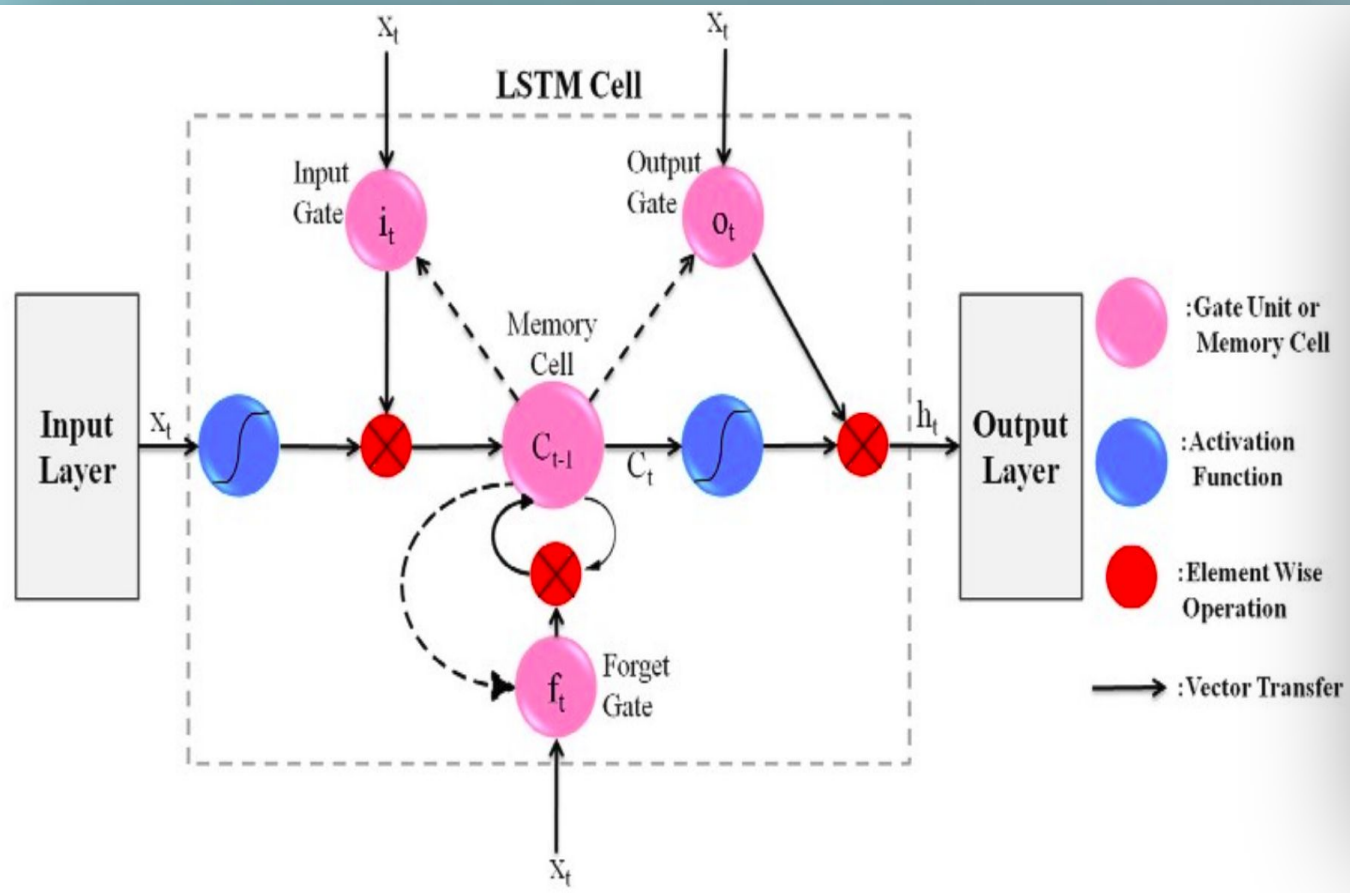 Xt
Xt
LSTM Cell
Input
Gate
it
Output
Gate
ot
Memory
Cell
Input
Layer
Xt
Ct-1
Ct
ht
Output
Layer
ft
Forget
Gate
Xt
:Gate Unit or
Memory Cell
:Activation
Function
:Element Wise
Operation
:Vector Transfer